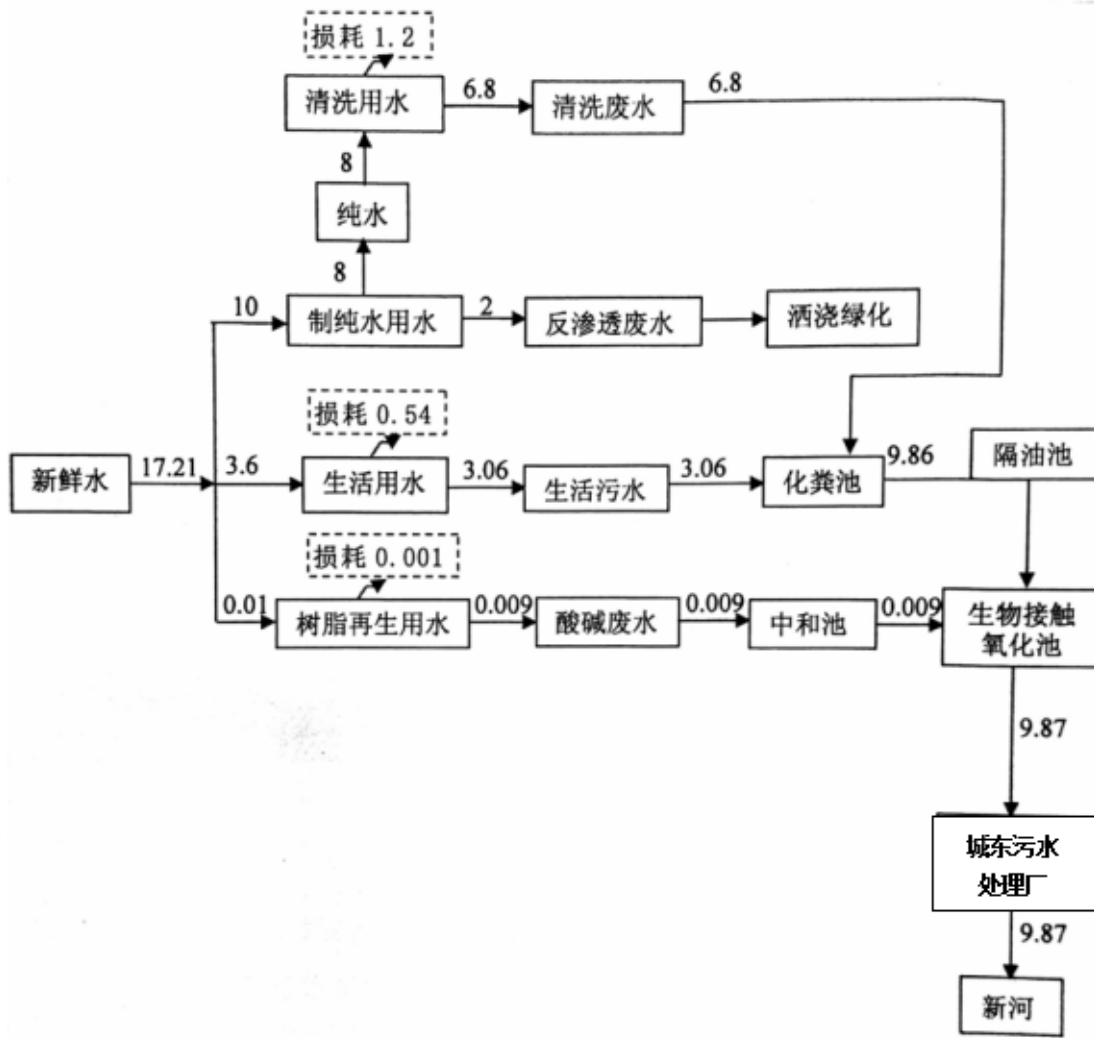 损耗 1.2
清洗用水
6.8
清洗废水
6.8
8
纯水
8
10
制纯水用水
2
反渗透废水
洒浇绿化
损耗 0.54
新鲜水
17.21
3.6
生活用水
3.06
生活污水
3.06
化粪池
9.86
隔油池
损耗 0.001
0.01
树脂再生用水
0.009
酸碱废水
0.009
中和池
0.009
生物接触
氧化池
9.87
城东污水
处理厂
9.87
新河